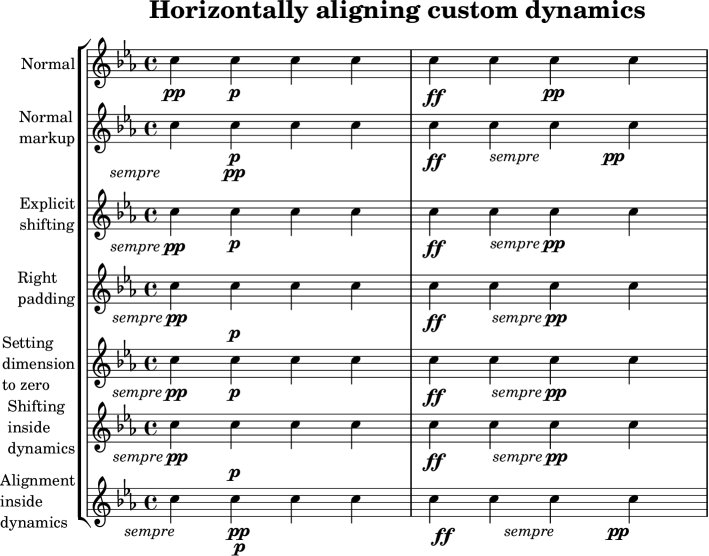 Horizontally aligning custom dynamics
Normal
pp p ff pp
Normal
markup
p ff sempre pp
sempre pp
Explicit
shifting
sempre pp p ff sempre pp
Right
padding
sempre pp ff sempre pp
p
Setting
dimension
to zero
sempre pp p ff sempre pp
Shifting
inside
dynamics
sempre pp ff sempre pp
p
Alignment
inside
dynamics
sempre pp ff sempre pp
p